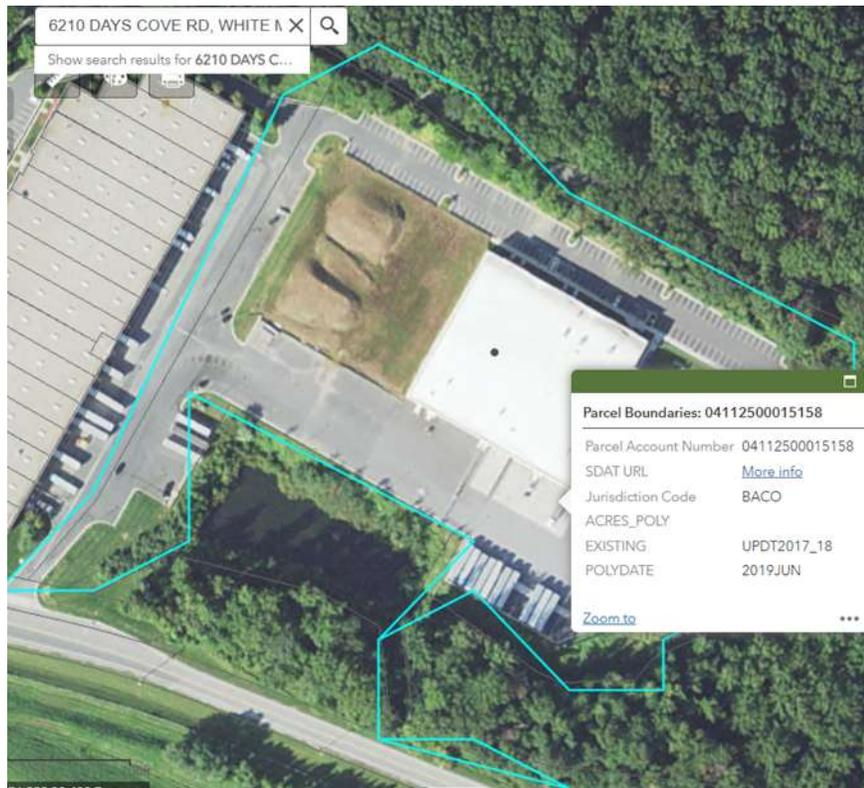 6210 DAYS COVE RD, WHITE M
Show search results for 6210 DAYS C...
Parcel Boundaries: 04112500015158
Parcel Account Number 04112500015158
SDAT URL More info
Jurisdiction Code BACO
ACRES_POLY
EXISTING UPDT2017_18
POLYDATE 2019JUN
Zoom to